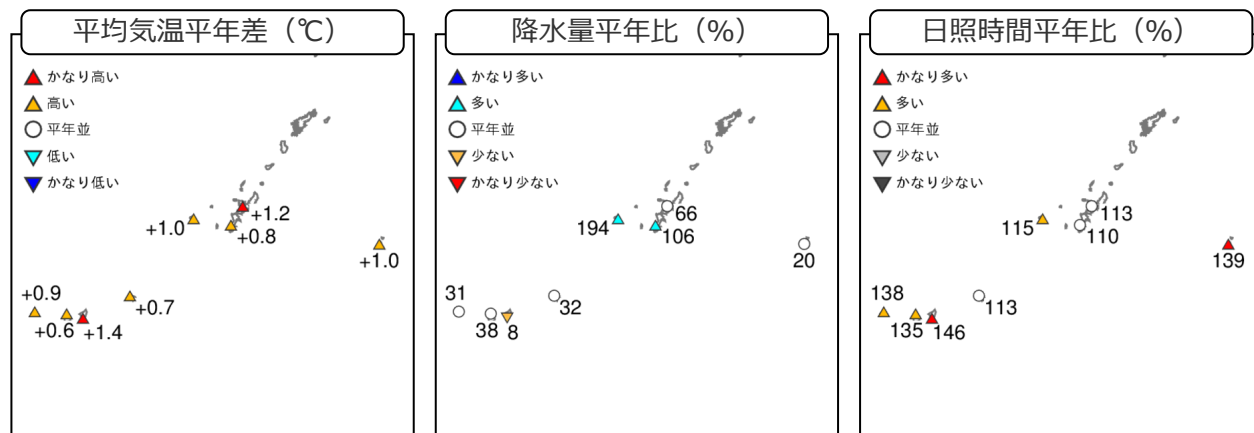 平均気温平年差（℃）
かなり高い
高い
平年並
低い
かなり低い
+1.2
+1.0
+0.8
+1.0
+0.9
+0.7
+0.6
+1.4
降水量平年比（%）
かなり多い
多い
平年並
少ない
かなり少ない
66
194
106
20
31
32
38
8
日照時間平年比（%）
かなり多い
多い
平年並
少ない
かなり少ない
113
115
110
139
138
113
135
146